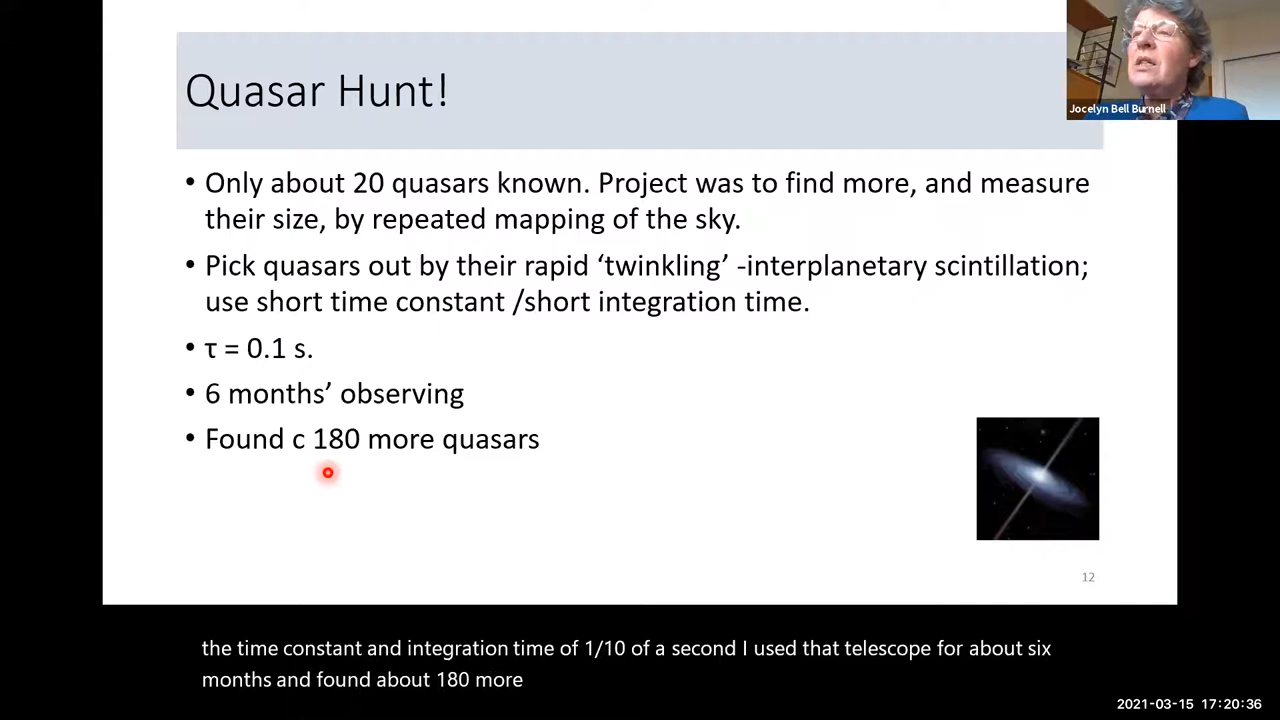 Quasar Hunt!
Jocelyn Bell Burnell
• Only about 20 quasars known. Project was to find more, and measure
their size, by repeated mapping of the sky.
• Pick quasars out by their rapid ‘twinkling’ -interplanetary scintillation;
use short time constant /short integration time.
• τ = 0.1 s.
• 6 months’ observing
• Found c 180 more quasars
12
the time constant and integration time of 1/10 of a second I used that telescope for about six
months and found about 180 more
2021-03-15 17:20:36